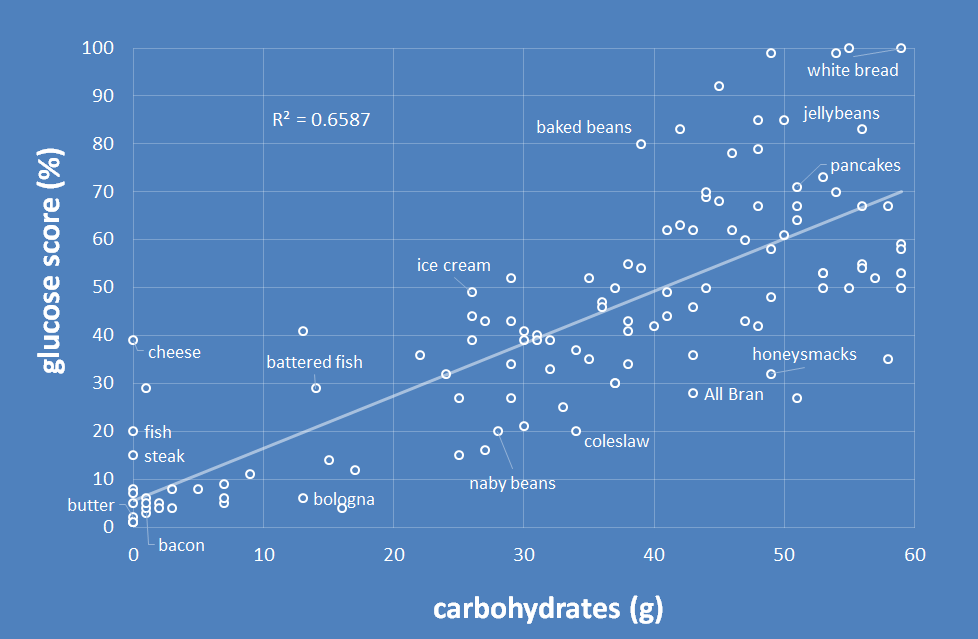 100
90
80
70
60
50
40
30
20
10
0
glucose score (%)
R² = 0.6587
white bread
jellybeans
baked beans
pancakes
ice cream
cheese
battered fish
honeysmacks
All Bran
fish
coleslaw
steak
naby beans
butter
bologna
bacon
0 10 20 30 40 50 60
carbohydrates (g)